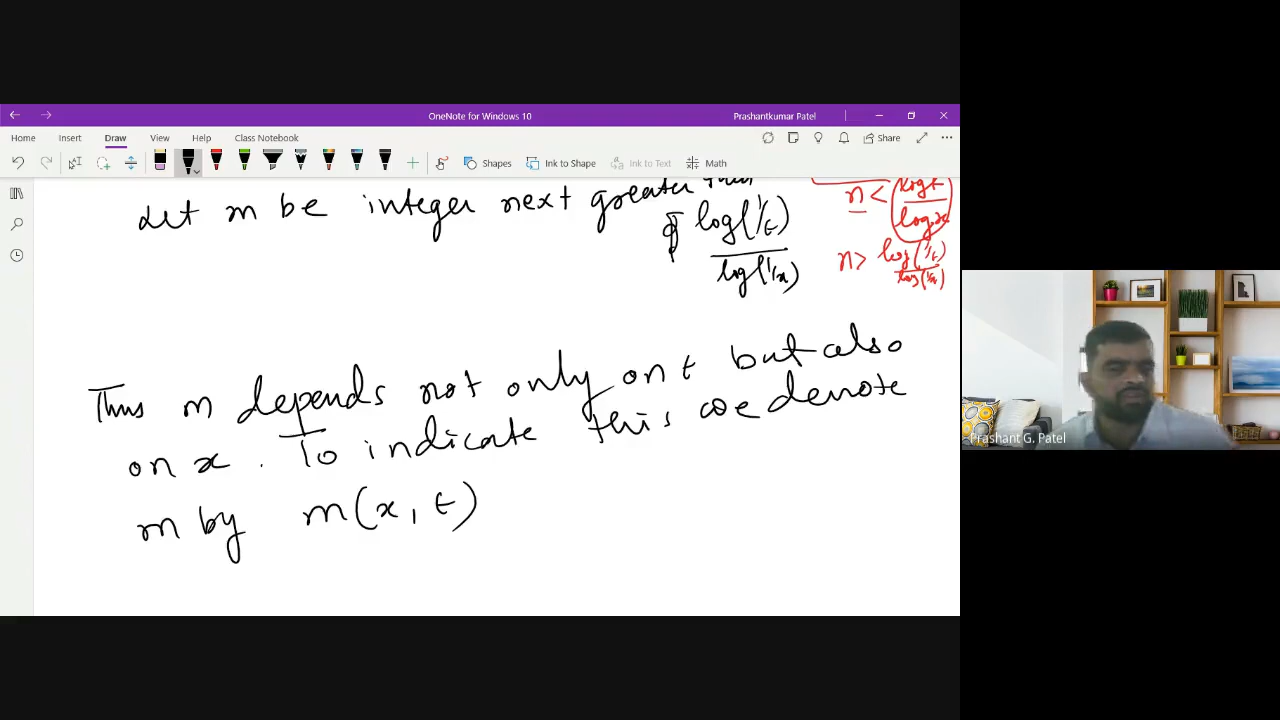 OneNote for Windows 10
Prashantkumar Patel
Home Insert Draw View Help Class Notebook
Share
Shapes Ink to Shape Ink to Text Math
Let m be integer next greater than
log(1/t)
log(1/x)
n < log t
log x
n > log(1/t)
log(1/x)
Thus m depends not only on t but also
on x. To indicate this we denote
m by m(x, t)
Prashant G. Patel